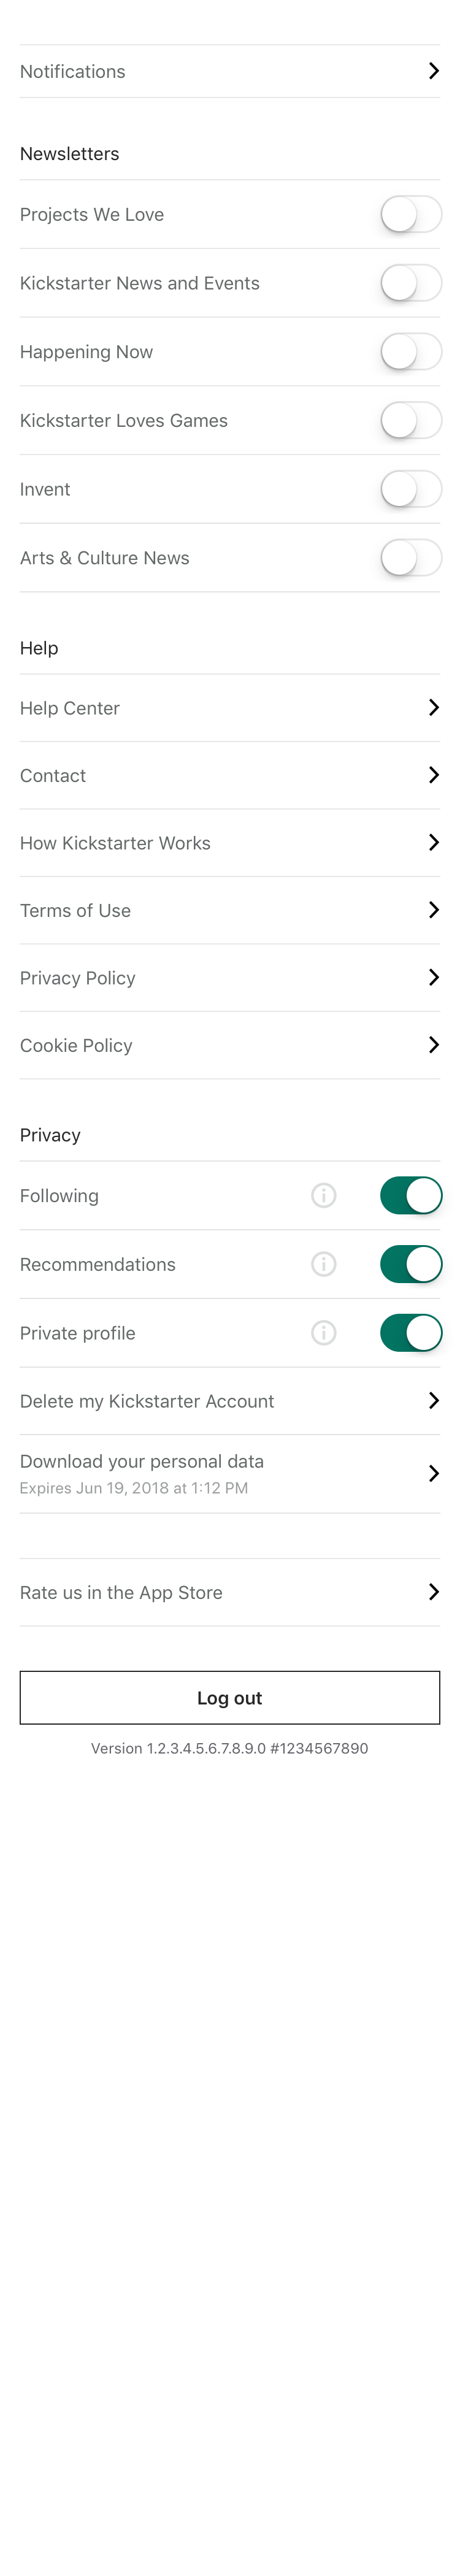 Notifications
Newsletters
Projects We Love
Kickstarter News and Events
Happening Now
Kickstarter Loves Games
Invent
Arts & Culture News
Help
Help Center
Contact
How Kickstarter Works
Terms of Use
Privacy Policy
Cookie Policy
Privacy
Following
Recommendations
Private profile
Delete my Kickstarter Account
Download your personal data
Expires Jun 19, 2018 at 1:12 PM
Rate us in the App Store
Log out
Version 1.2.3.4.5.6.7.8.9.0 #1234567890